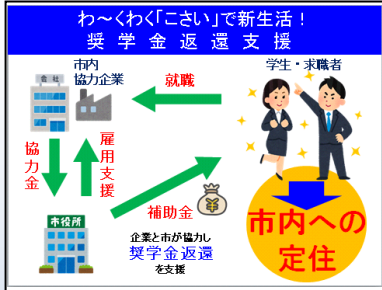 わ～くわく「こさい」で新生活！
奨学金返還支援
市内
協力企業
会社
就職
学生・求職者
協力金
雇用支援
補助金
¥
市役所
企業と市が協力し
奨学金返還
を支援
市内への
定住